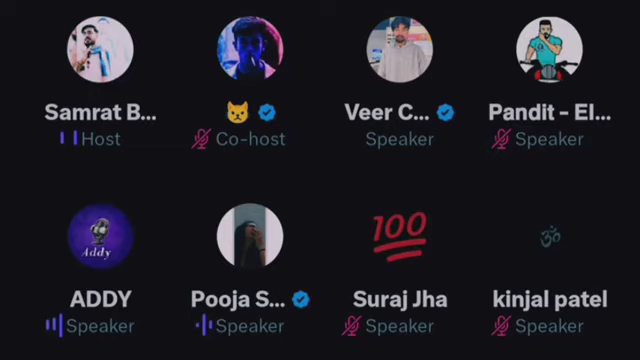 Samrat B...
Host
Co-host
Veer C...
Speaker
Pandit - El...
Speaker
Addy
ADDY
Speaker
Pooja S...
Speaker
100
Suraj Jha
Speaker
ॐ
kinjal patel
Speaker